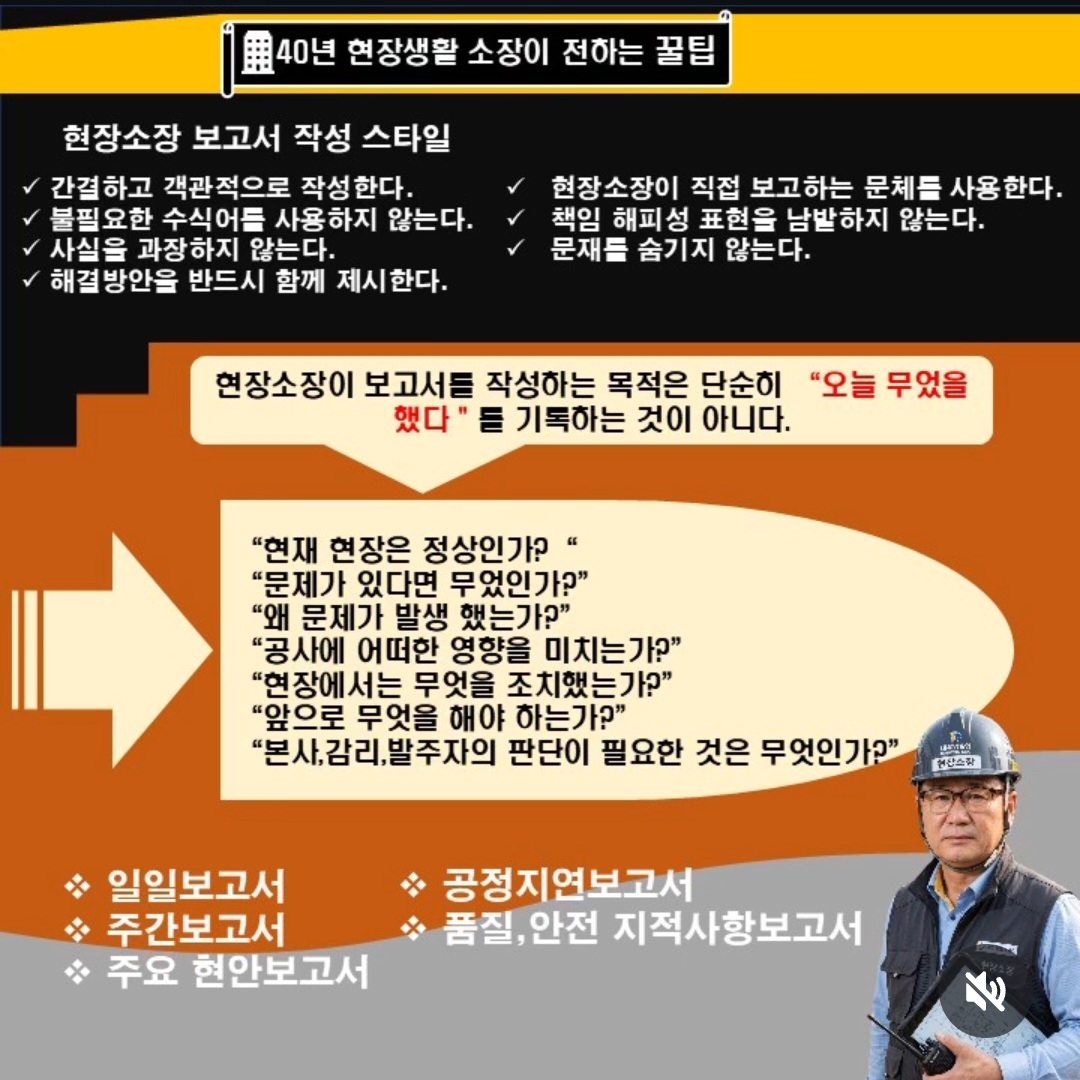 40년 현장생활 소장이 전하는 꿀팁
현장소장 보고서 작성 스타일
✓ 간결하고 객관적으로 작성한다.
✓ 불필요한 수식어를 사용하지 않는다.
✓ 사실을 과장하지 않는다.
✓ 해결방안을 반드시 함께 제시한다.
✓ 현장소장이 직접 보고하는 문체를 사용한다.
✓ 책임 해피성 표현을 남발하지 않는다.
✓ 문재를 숨기지 않는다.
현장소장이 보고서를 작성하는 목적은 단순히 “오늘 무었을
했다 " 를 기록하는 것이 아니다.
“현재 현장은 정상인가? “
“문제가 있다면 무었인가?”
“왜 문제가 발생 했는가?”
“공사에 어떠한 영향을 미치는가?”
“현장에서는 무엇을 조치했는가?”
“앞으로 무엇을 해야 하는가?”
“본사,감리,발주자의 판단이 필요한 것은 무엇인가?”
❖ 일일보고서
❖ 주간보고서
❖ 주요 현안보고서
❖ 공정지연보고서
❖ 품질,안전 지적사항보고서
현장소장
현장소장